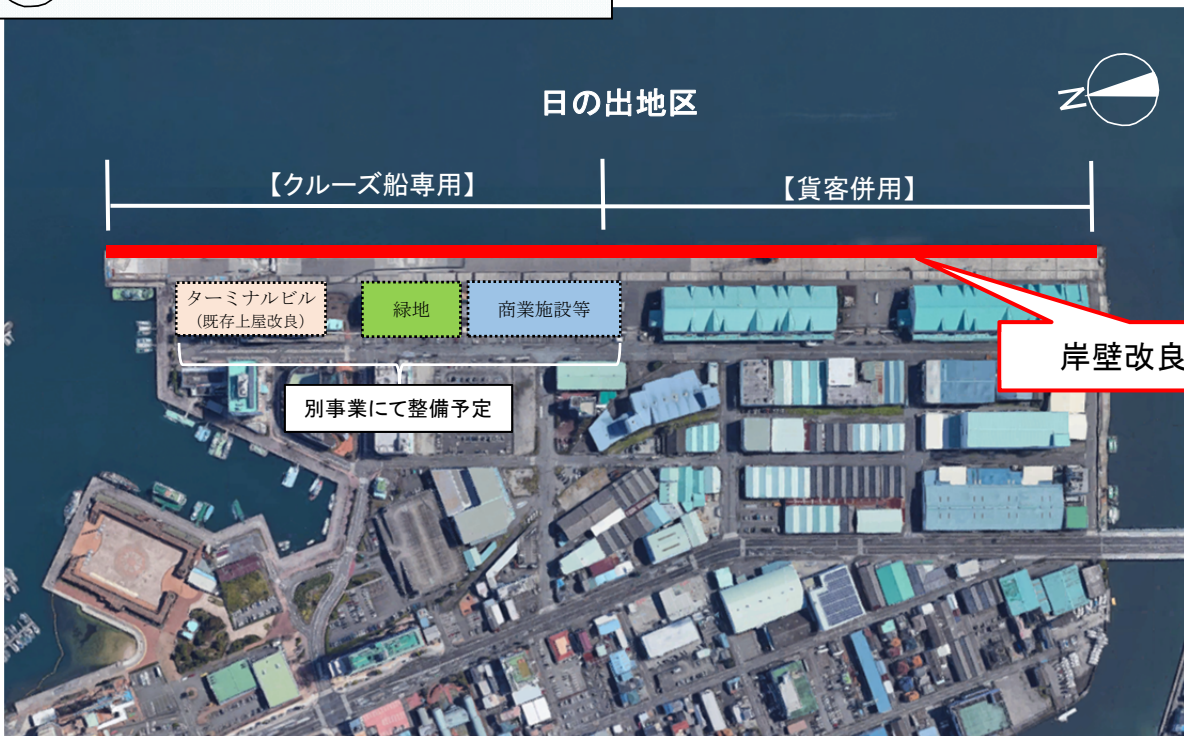 日の出地区
N
【クルーズ船専用】
【貨客併用】
ターミナルビル
(既存上屋改良)
緑地
商業施設等
岸壁改良
別事業にて整備予定